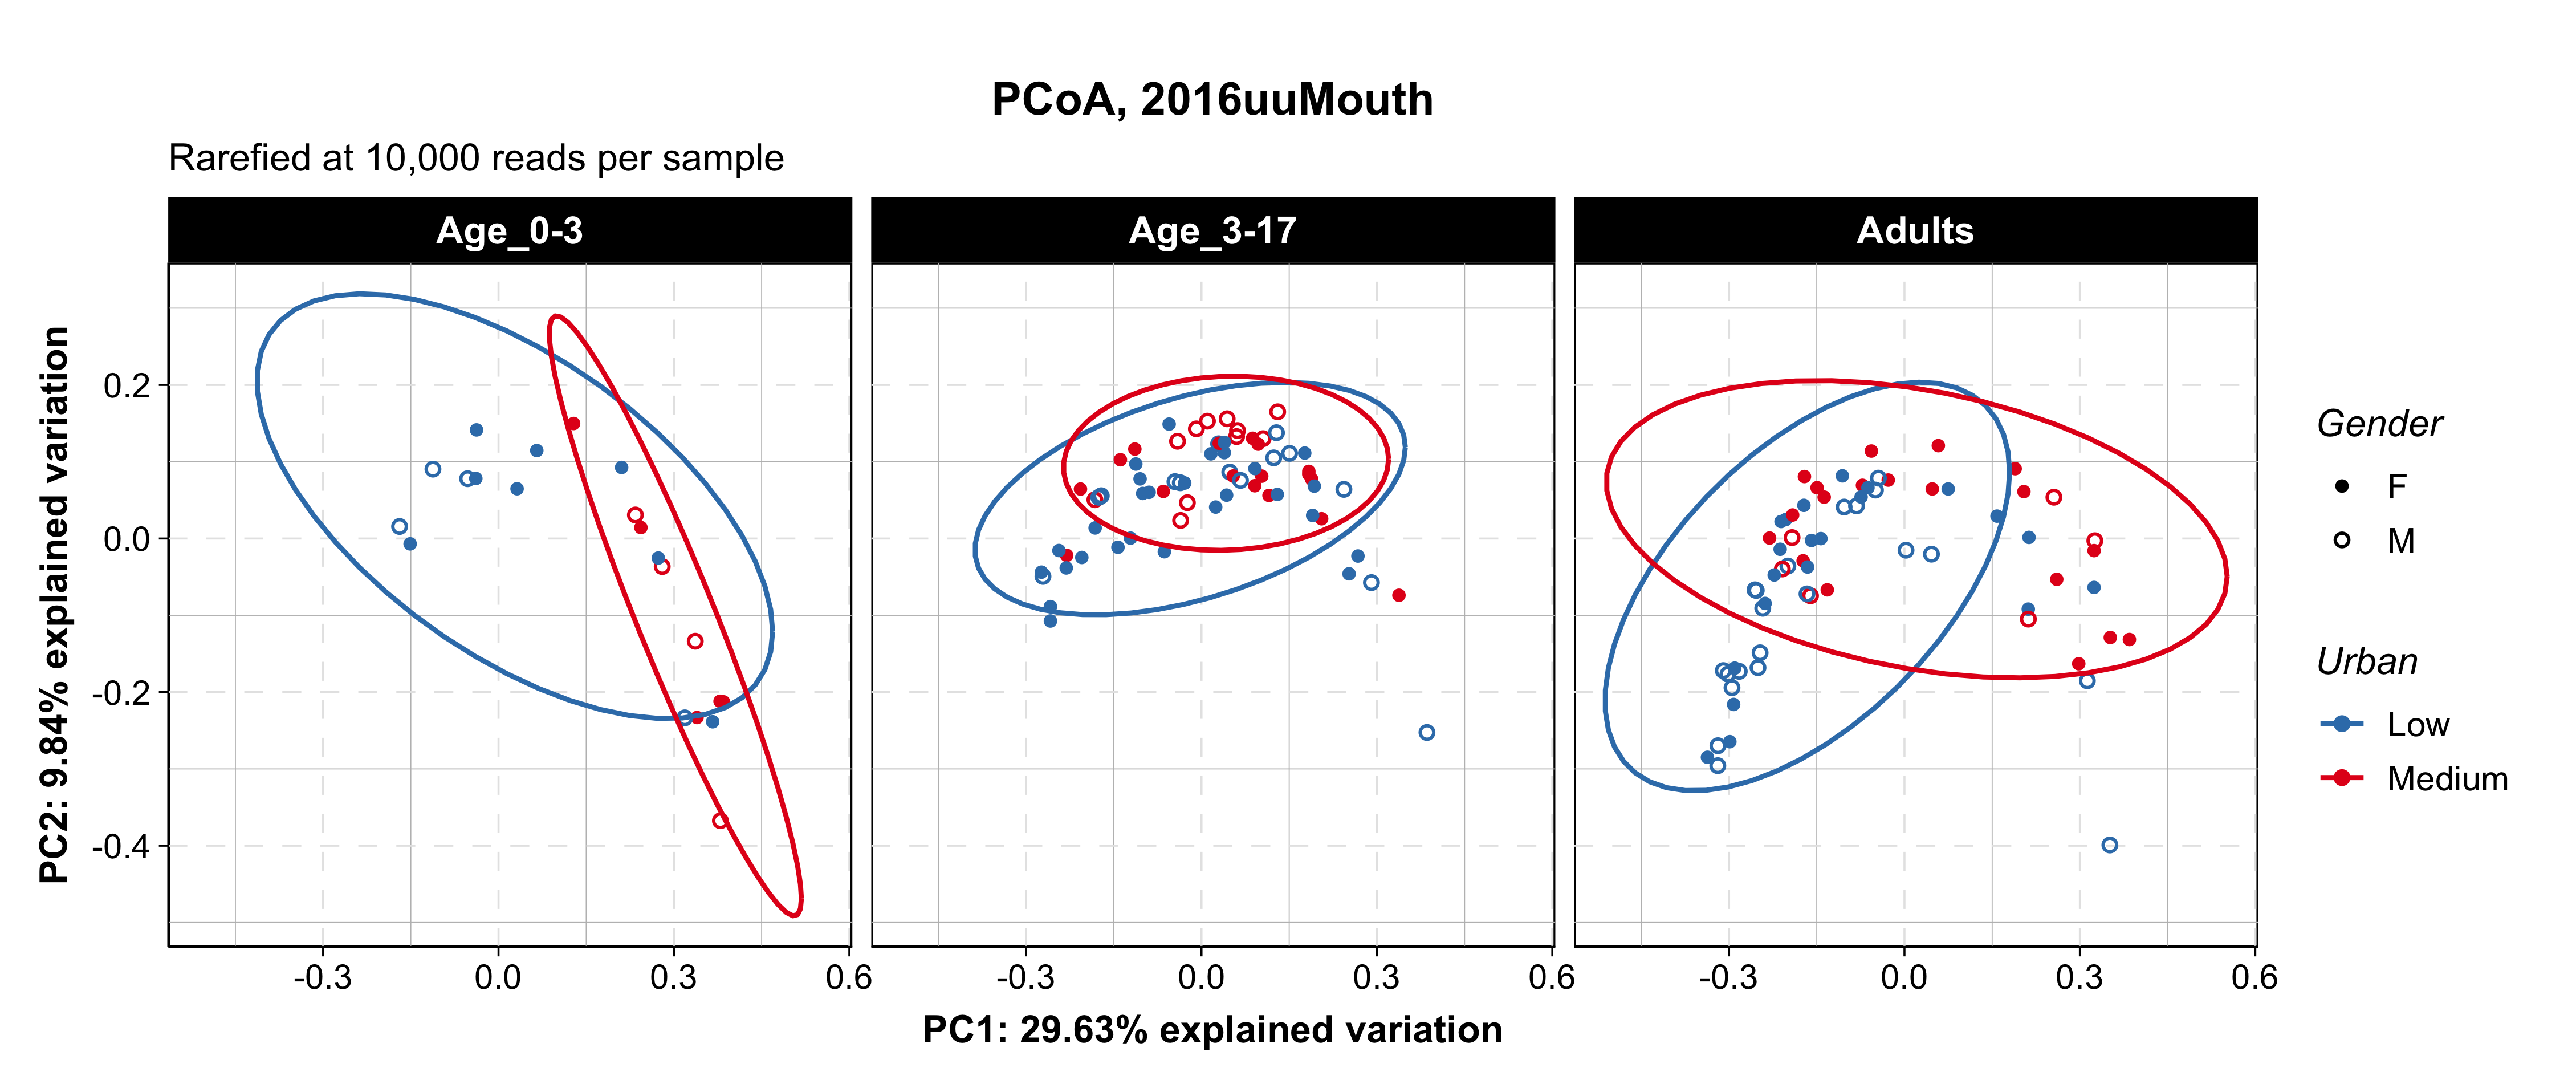 PCoA, 2016uuMouth
Rarefied at 10,000 reads per sample
Age_0-3
Age_3-17
Adults
PC2: 9.84% explained variation
0.2
0.0
-0.2
-0.4
-0.3 0.0 0.3 0.6
-0.3 0.0 0.3 0.6
-0.3 0.0 0.3 0.6
PC1: 29.63% explained variation
Gender
F
M
Urban
Low
Medium